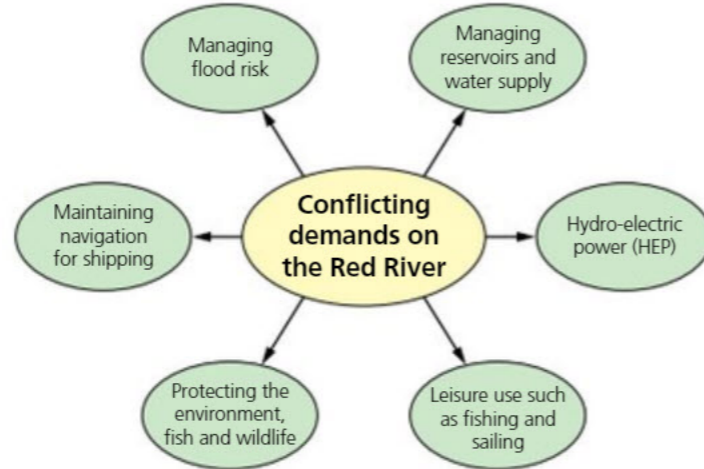 Managing
flood risk
Managing
reservoirs and
water supply
Maintaining
navigation
for shipping
Conflicting
demands on
the Red River
Hydro-electric
power (HEP)
Protecting the
environment,
fish and wildlife
Leisure use such
as fishing and
sailing